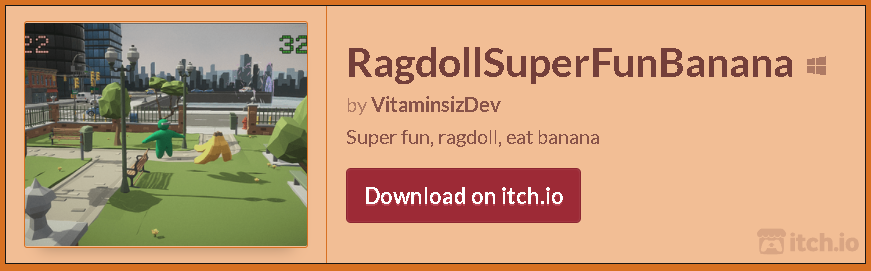 22
32
RagdollSuperFunBanana
by VitaminsizDev
Super fun, ragdoll, eat banana
Download on itch.io
itch.io